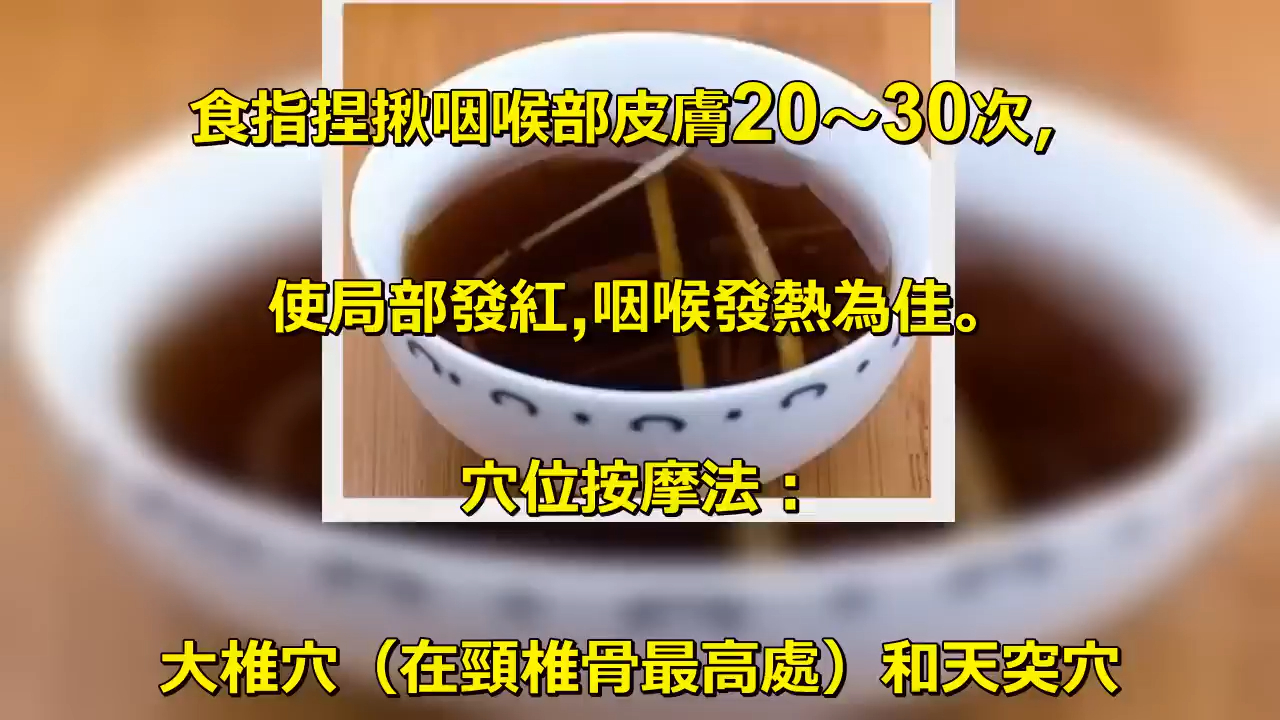 食指捏揪咽喉部皮膚20～30次,
使局部發紅,咽喉發熱為佳。
穴位按摩法：
大椎穴（在頸椎骨最高處）和天突穴